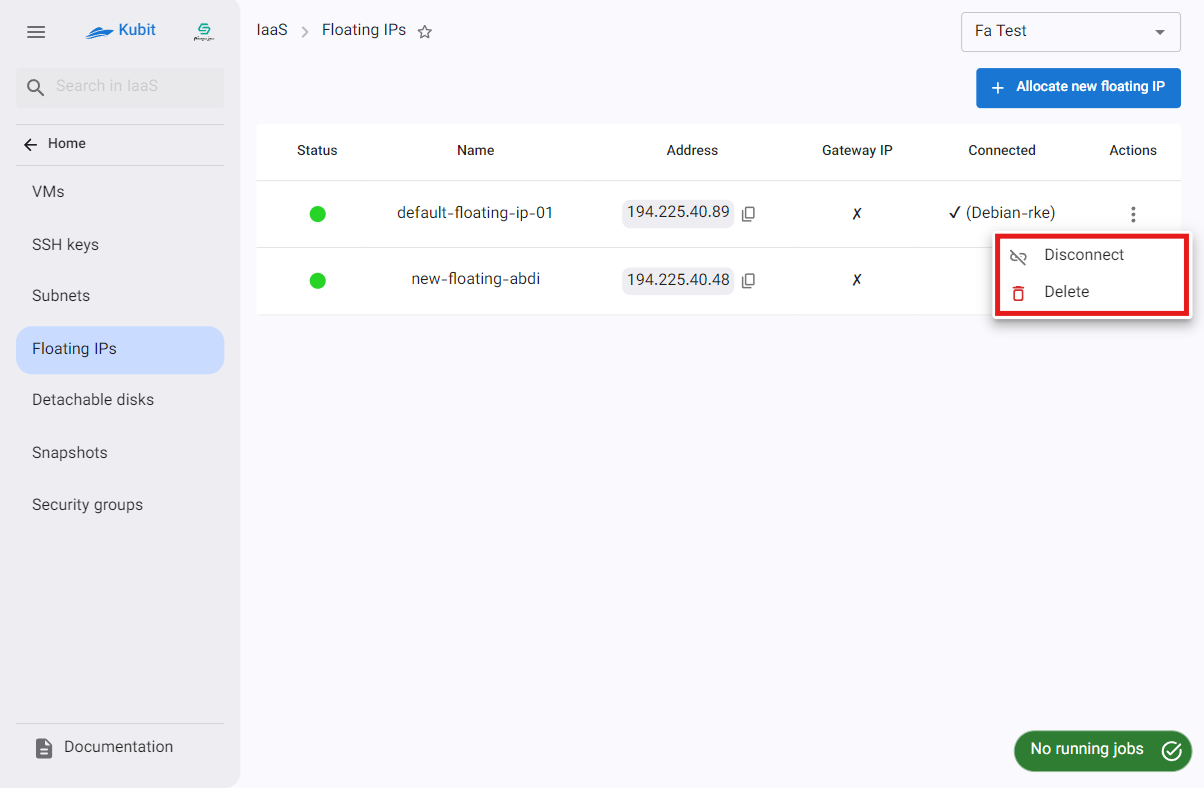 Kubit
IaaS
Floating IPs
Fa Test
Search in IaaS
Allocate new floating IP
Home
VMs
SSH keys
Subnets
Floating IPs
Detachable disks
Snapshots
Security groups
Status Name Address Gateway IP Connected Actions
default-floating-ip-01 194.225.40.89 ✗ ✓ (Debian-rke)
new-floating-abdi 194.225.40.48 ✗
Disconnect
Delete
Documentation
No running jobs